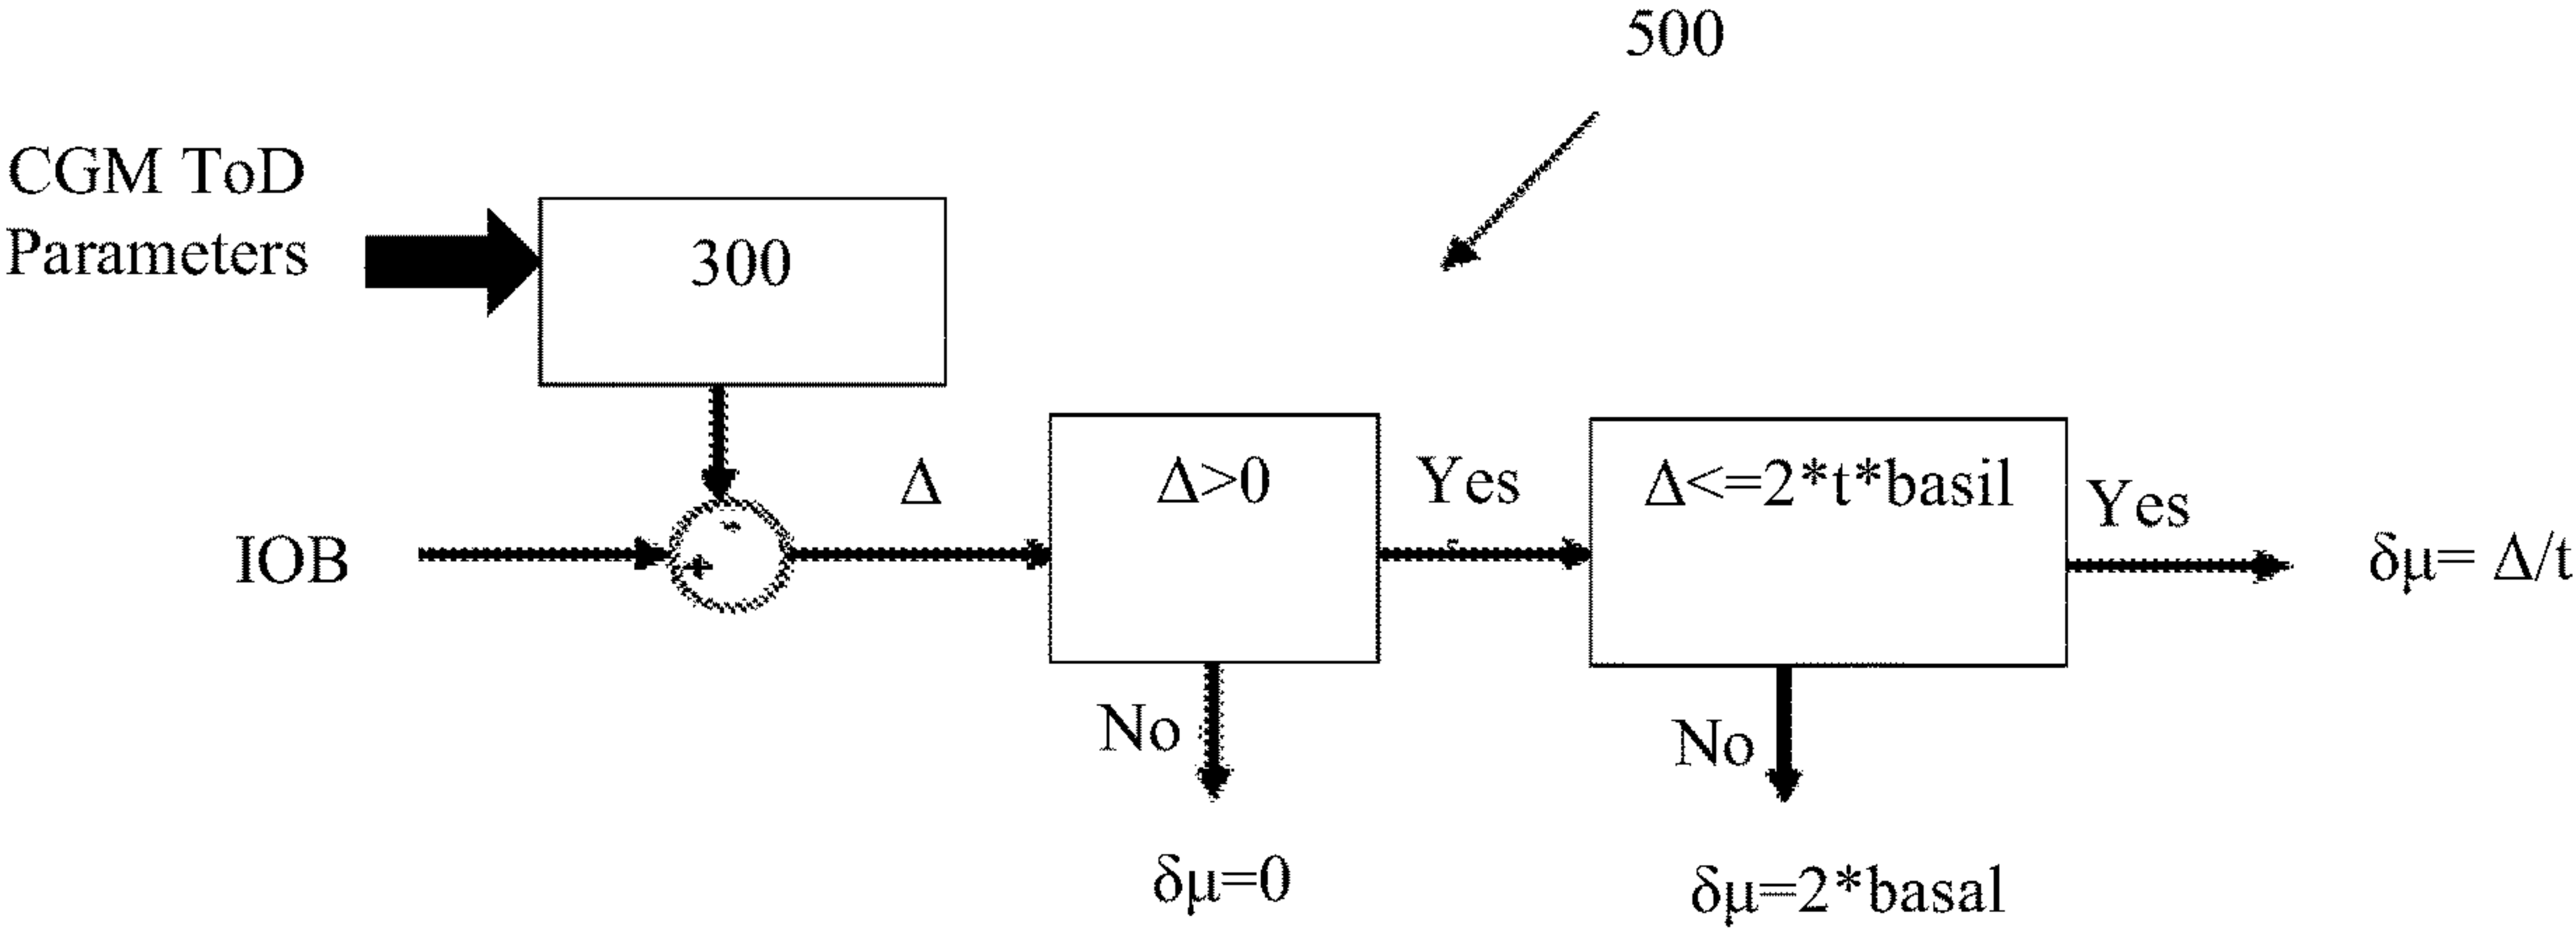 500
CGM ToD
Parameters
300
Δ
Δ>0
Yes
Δ<=2*t*basil
Yes
-
+
IOB
δμ= Δ/t
No
No
δμ=0
δμ=2*basal